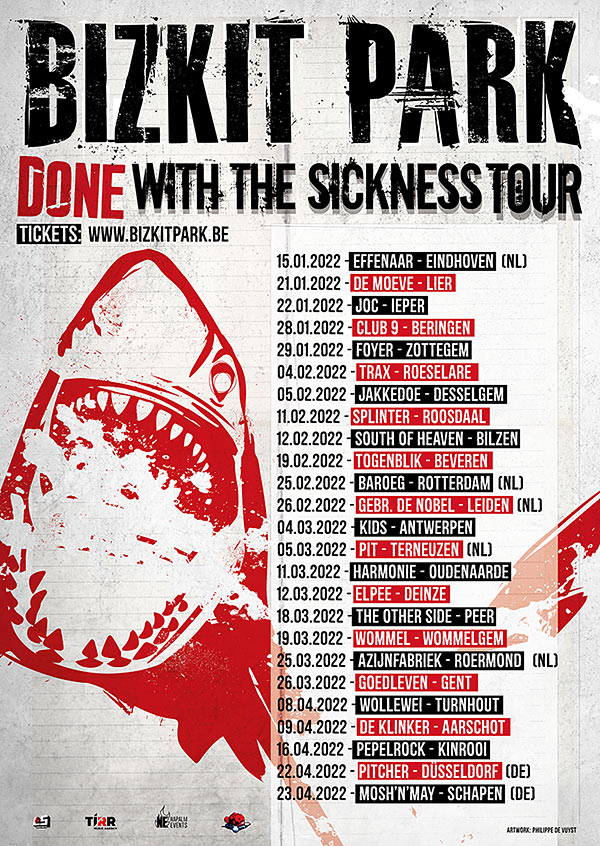 BIZKIT PARK
DONE WITH THE SICKNESS TOUR
TICKETS: WWW.BIZKITPARK.BE
15.01.2022 - EFFENAAR - EINDHOVEN (NL)
21.01.2022 - DE MOEVE - LIER
22.01.2022 - JOC - IEPER
28.01.2022 - CLUB 9 - BERINGEN
29.01.2022 - FOYER - ZOTTEGEM
04.02.2022 - TRAX - ROESELARE
05.02.2022 - JAKKEDOE - DESSELGEM
11.02.2022 - SPLINTER - ROOSDAAL
12.02.2022 - SOUTH OF HEAVEN - BILZEN
19.02.2022 - TOGENBLIK - BEVEREN
25.02.2022 - BAROEG - ROTTERDAM (NL)
26.02.2022 - GEBR. DE NOBEL - LEIDEN (NL)
04.03.2022 - KIDS - ANTWERPEN
05.03.2022 - PIT - TERNEUZEN (NL)
11.03.2022 - HARMONIE - OUDENAARDE
12.03.2022 - ELPEE - DEINZE
18.03.2022 - THE OTHER SIDE - PEER
19.03.2022 - WOMMEL - WOMMELGEM
25.03.2022 - AZIJNFABRIEK - ROERMOND (NL)
26.03.2022 - GOEDLEVEN - GENT
08.04.2022 - WOLLEWEI - TURNHOUT
09.04.2022 - DE KLINKER - AARSCHOT
16.04.2022 - PEPELROCK - KINROOI
22.04.2022 - PITCHER - DÜSSELDORF (DE)
23.04.2022 - MOSH'N'MAY - SCHAPEN (DE)
NE NAPALM EVENTS
ARTWORK: PHILIPPE DE VUYST